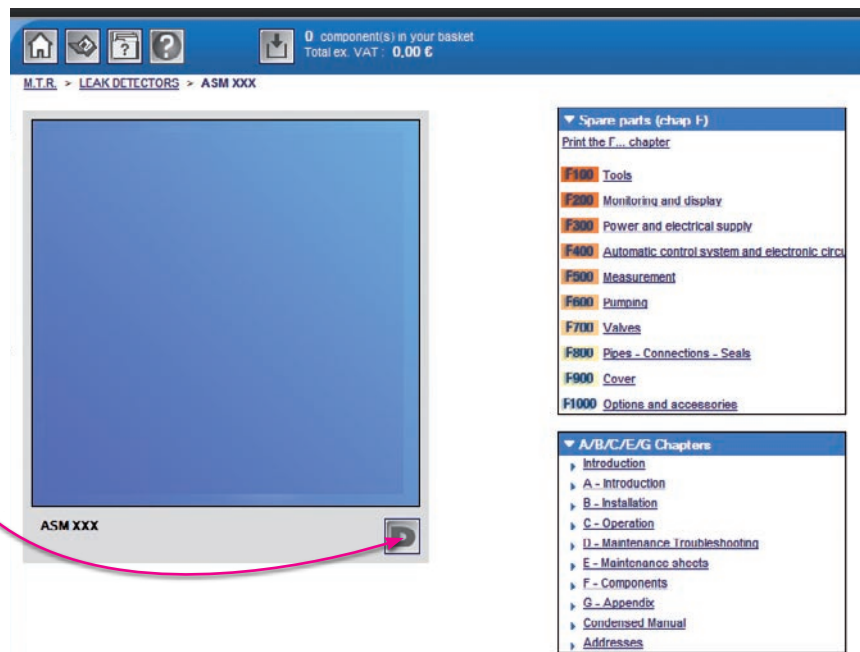 0 component(s) in your basket
Total ex. VAT : 0,00 €
M.T.R. > LEAK DETECTORS > ASM XXX
ASM XXX
D
▼ Spare parts (chap F)
Print the F... chapter
F100 Tools
F200 Monitoring and display
F300 Power and electrical supply
F400 Automatic control system and electronic circu
F500 Measurement
F600 Pumping
F700 Valves
F800 Pipes - Connections - Seals
F900 Cover
F1000 Options and accessories
▼ A/B/C/E/G Chapters
Introduction
A - Introduction
B - Installation
C - Operation
D - Maintenance Troubleshooting
E - Maintenance sheets
F - Components
G - Appendix
Condensed Manual
Addresses